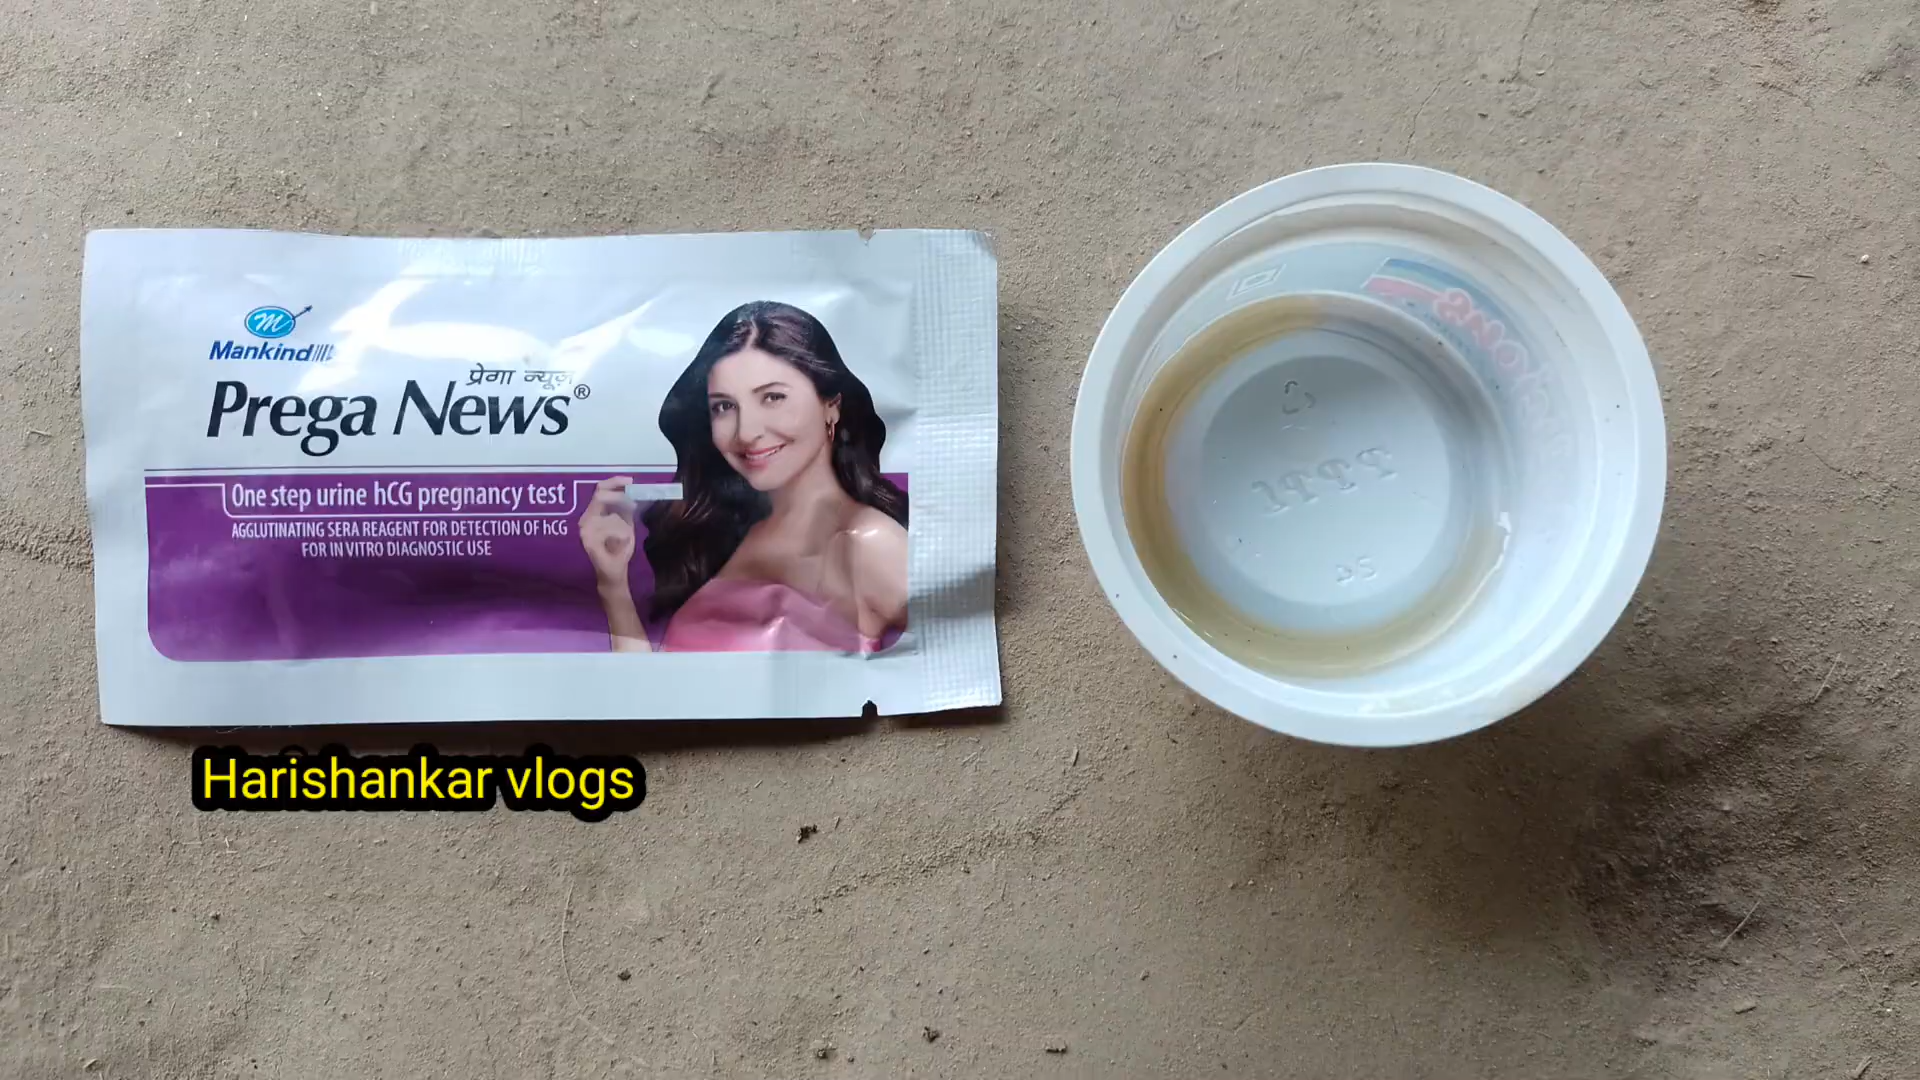 Mankind
प्रेगा न्यूज़
Prega News®
One step urine hCG pregnancy test
AGGLUTINATING SERA REAGENT FOR DETECTION OF hCG
FOR IN VITRO DIAGNOSTIC USE
Harishankar vlogs